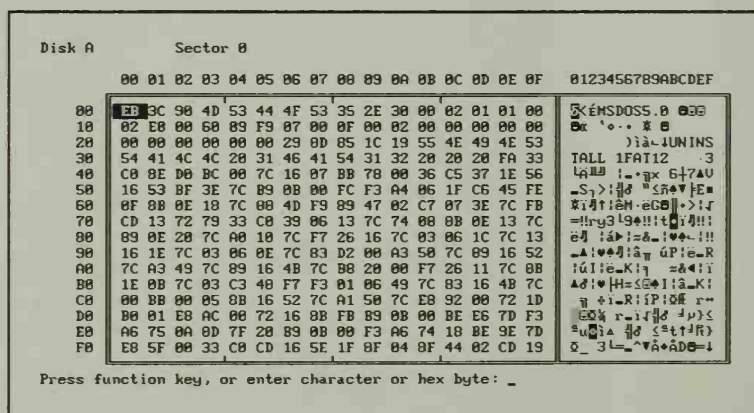 Disk A Sector 0
00 01 02 03 04 05 06 07 08 09 0A 0B 0C 0D 0E 0F 0123456789ABCDEF
00 EB 3C 90 4D 53 44 4F 53 35 2E 30 00 02 01 01 00 <ÉMSDOS5.0
10 02 E0 00 60 09 F9 07 00 0F 00 02 00 00 00 00 00
20 00 00 00 00 00 00 29 8D 85 1C 19 55 4E 49 4E 53 )ìà∟↓UNINS
30 54 41 4C 4C 20 31 46 41 54 31 32 20 20 20 FA 33 TALL 1FAT12 ·3
40 C0 8E D0 BC 00 7C 16 07 BB 78 00 36 C5 37 1E 56
50 16 53 BF 3E 7C B9 0B 00 FC F3 A4 06 1F C6 45 FE
60 0F 8B 0E 18 7C 88 4D F9 89 47 02 C7 07 3E 7C FB
70 CD 13 72 79 33 C0 39 06 13 7C 74 08 8B 0E 13 7C
80 89 0E 20 7C A0 10 7C F7 26 16 7C 03 06 1C 7C 13
90 16 1E 7C 03 06 0E 7C 83 D2 00 A3 50 7C 89 16 52
A0 7C A3 49 7C 89 16 4B 7C B8 20 00 F7 26 11 7C 8B
B0 1E 0B 7C 03 C3 48 F7 F3 01 06 49 7C 83 16 4B 7C
C0 00 BB 00 05 8B 16 52 7C A1 50 7C E8 92 00 72 1D
D0 B0 01 E8 AC 00 72 16 8B FB B9 0B 00 BE E6 7D F3
E0 A6 75 0A 8D 7F 20 B9 0B 00 F3 A6 74 18 BE 9E 7D
F0 E8 5F 00 33 C0 CD 16 5E 1F 8F 04 8F 44 02 CD 19
Press function key, or enter character or hex byte: _